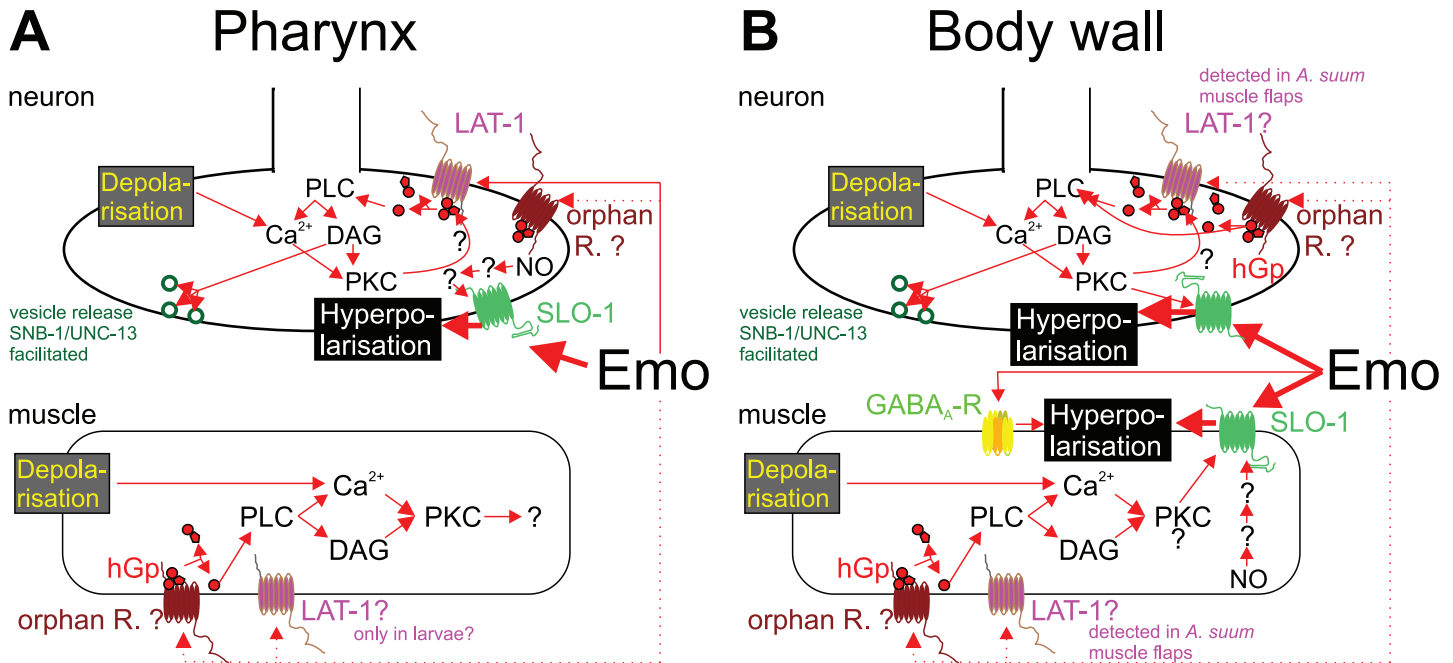 A Pharynx
neuron
LAT-1
Depola-
risation
PLC
orphan
R. ?
Ca²⁺ DAG
?
PKC
? ? NO
vesicle release
SNB-1/UNC-13
facilitated
Hyperpo-
larisation
SLO-1
Emo
muscle
Depola-
risation
Ca²⁺
PLC
PKC
?
DAG
hGp
orphan R. ?
LAT-1?
only in larvae?
B Body wall
neuron
detected in A. suum
muscle flaps
LAT-1?
Depola-
risation
PLC
orphan
R. ?
Ca²⁺ DAG
?
hGp
PKC
vesicle release
SNB-1/UNC-13
facilitated
Hyperpo-
larisation
Emo
muscle
GABA_A-R
Hyperpo-
larisation
SLO-1
Depola-
risation
Ca²⁺
PLC
PKC
?
DAG
?
?
NO
hGp
orphan R. ?
LAT-1?
detected in A. suum
muscle flaps